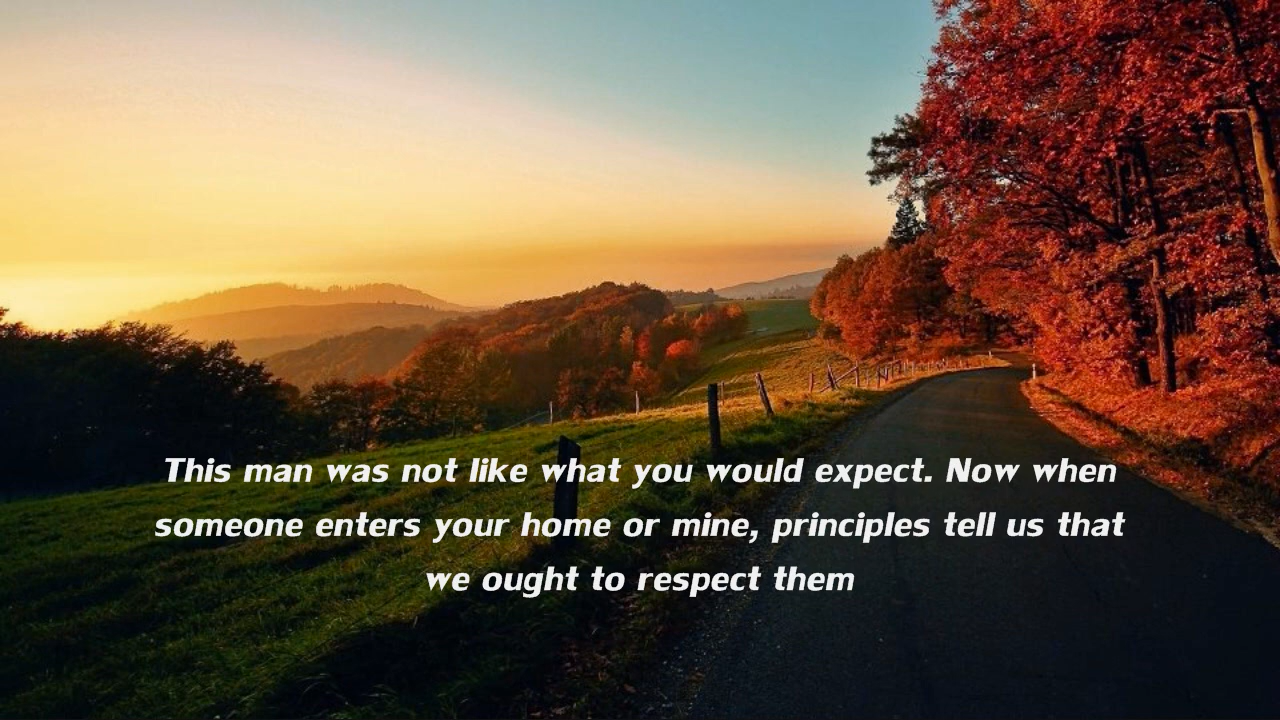 This man was not like what you would expect. Now when
someone enters your home or mine, principles tell us that
we ought to respect them